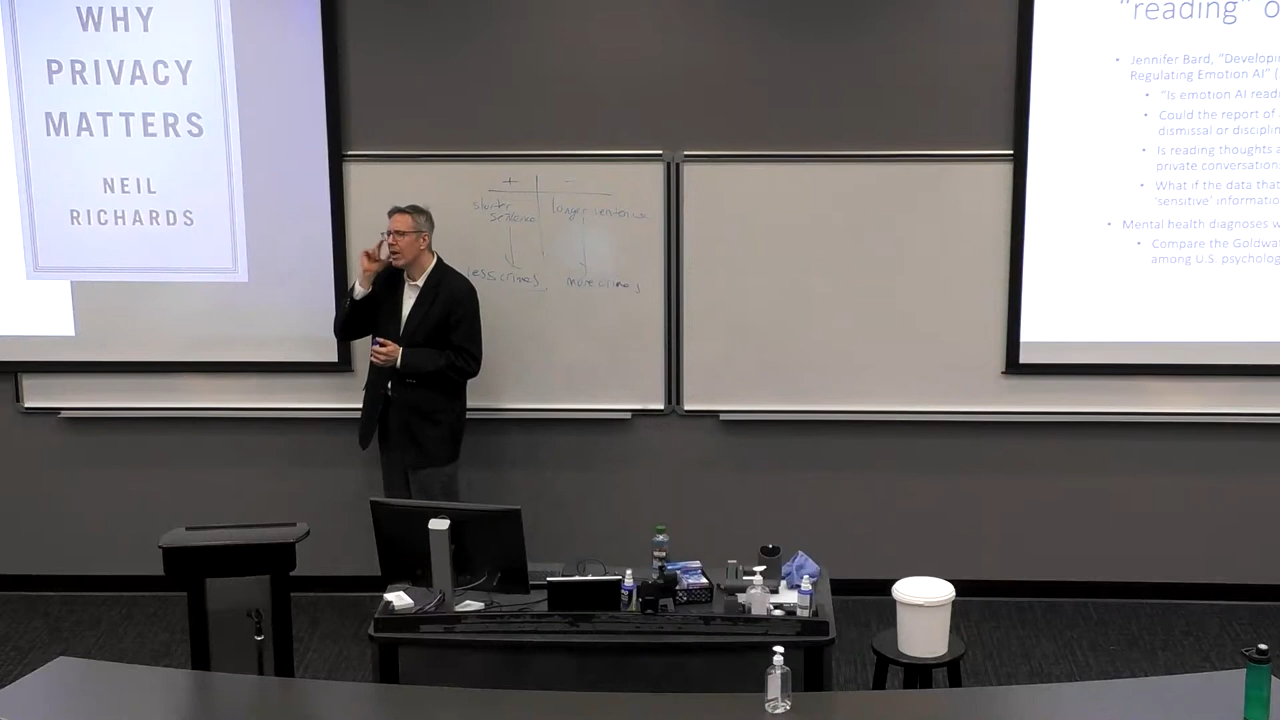 WHY
PRIVACY
MATTERS
NEIL
RICHARDS
+ -
shorter
sentence
longer sentence
less crimes
more crimes
"reading" o
• Jennifer Bard, "Developi
Regulating Emotion AI" (
• "Is emotion AI readi
• Could the report of a
dismissal or disciplin
• Is reading thoughts a
private conversation
• What if the data that
'sensitive' informatio
• Mental health diagnoses w
• Compare the Goldwat
among U.S. psycholog